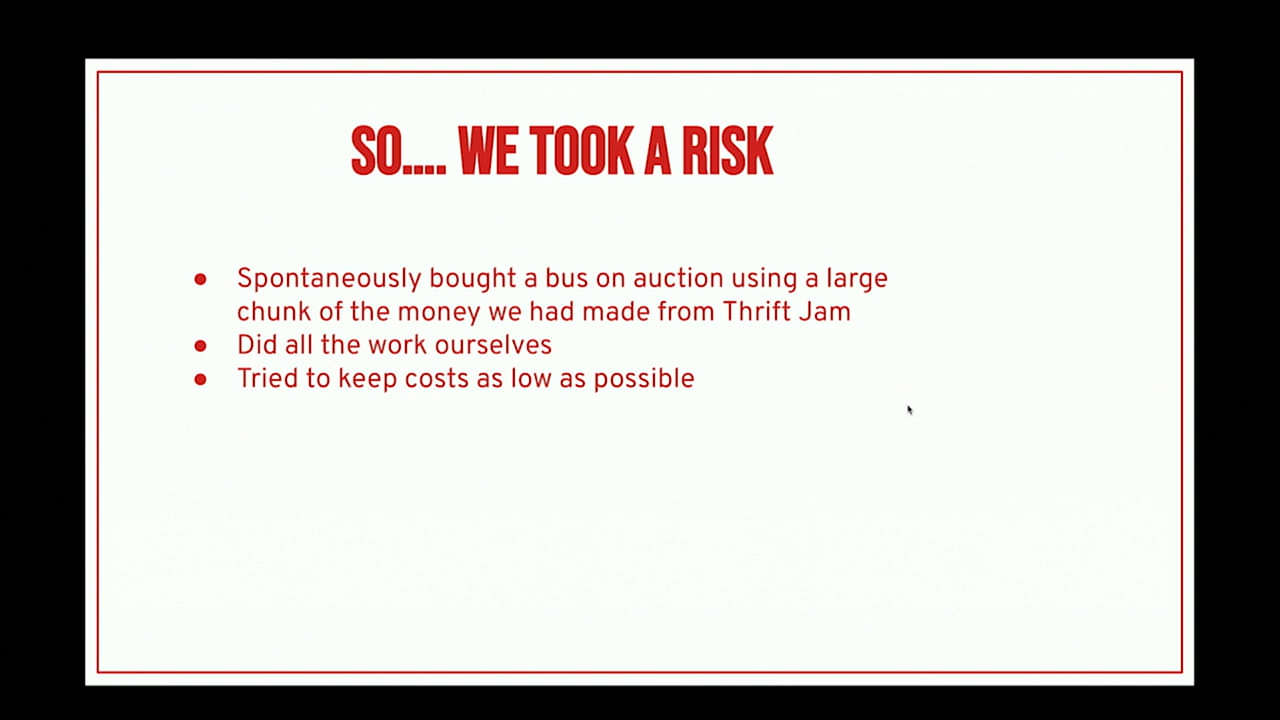 SO.... WE TOOK A RISK
● Spontaneously bought a bus on auction using a large
chunk of the money we had made from Thrift Jam
● Did all the work ourselves
● Tried to keep costs as low as possible